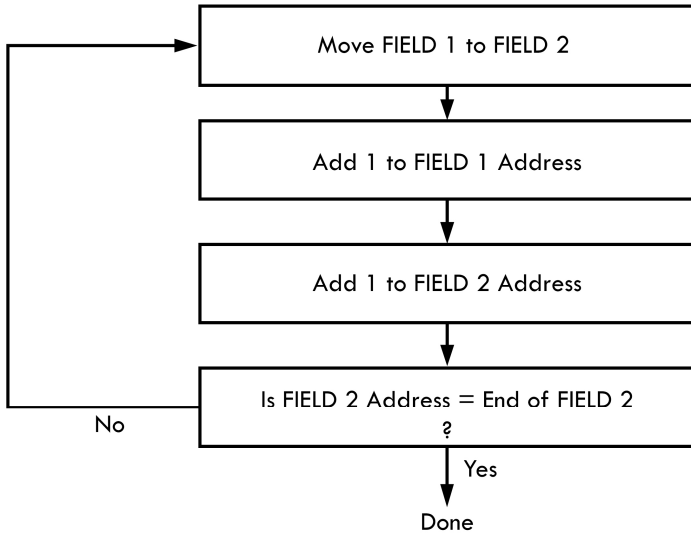 Move FIELD 1 to FIELD 2
Add 1 to FIELD 1 Address
Add 1 to FIELD 2 Address
Is FIELD 2 Address = End of FIELD 2
?
No
Yes
Done